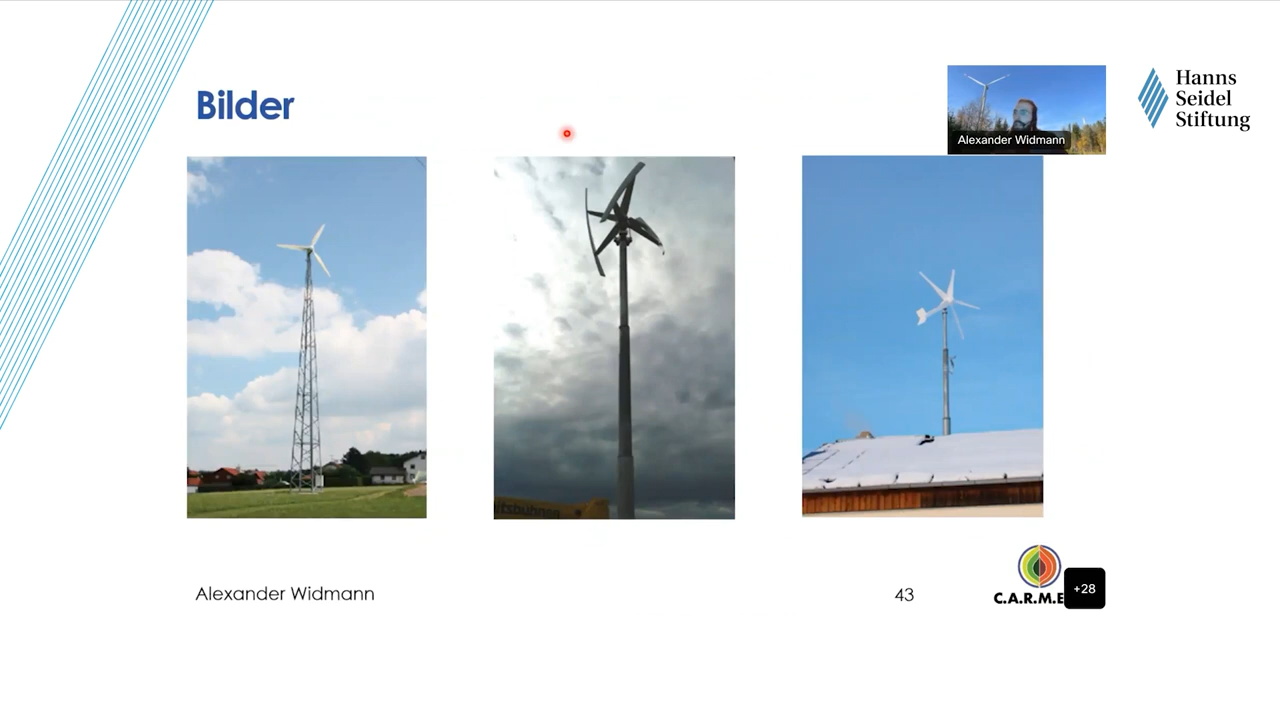 Bilder
Alexander Widmann
Hanns
Seidel
Stiftung
Alexander Widmann
43
C.A.R.M.E
+28